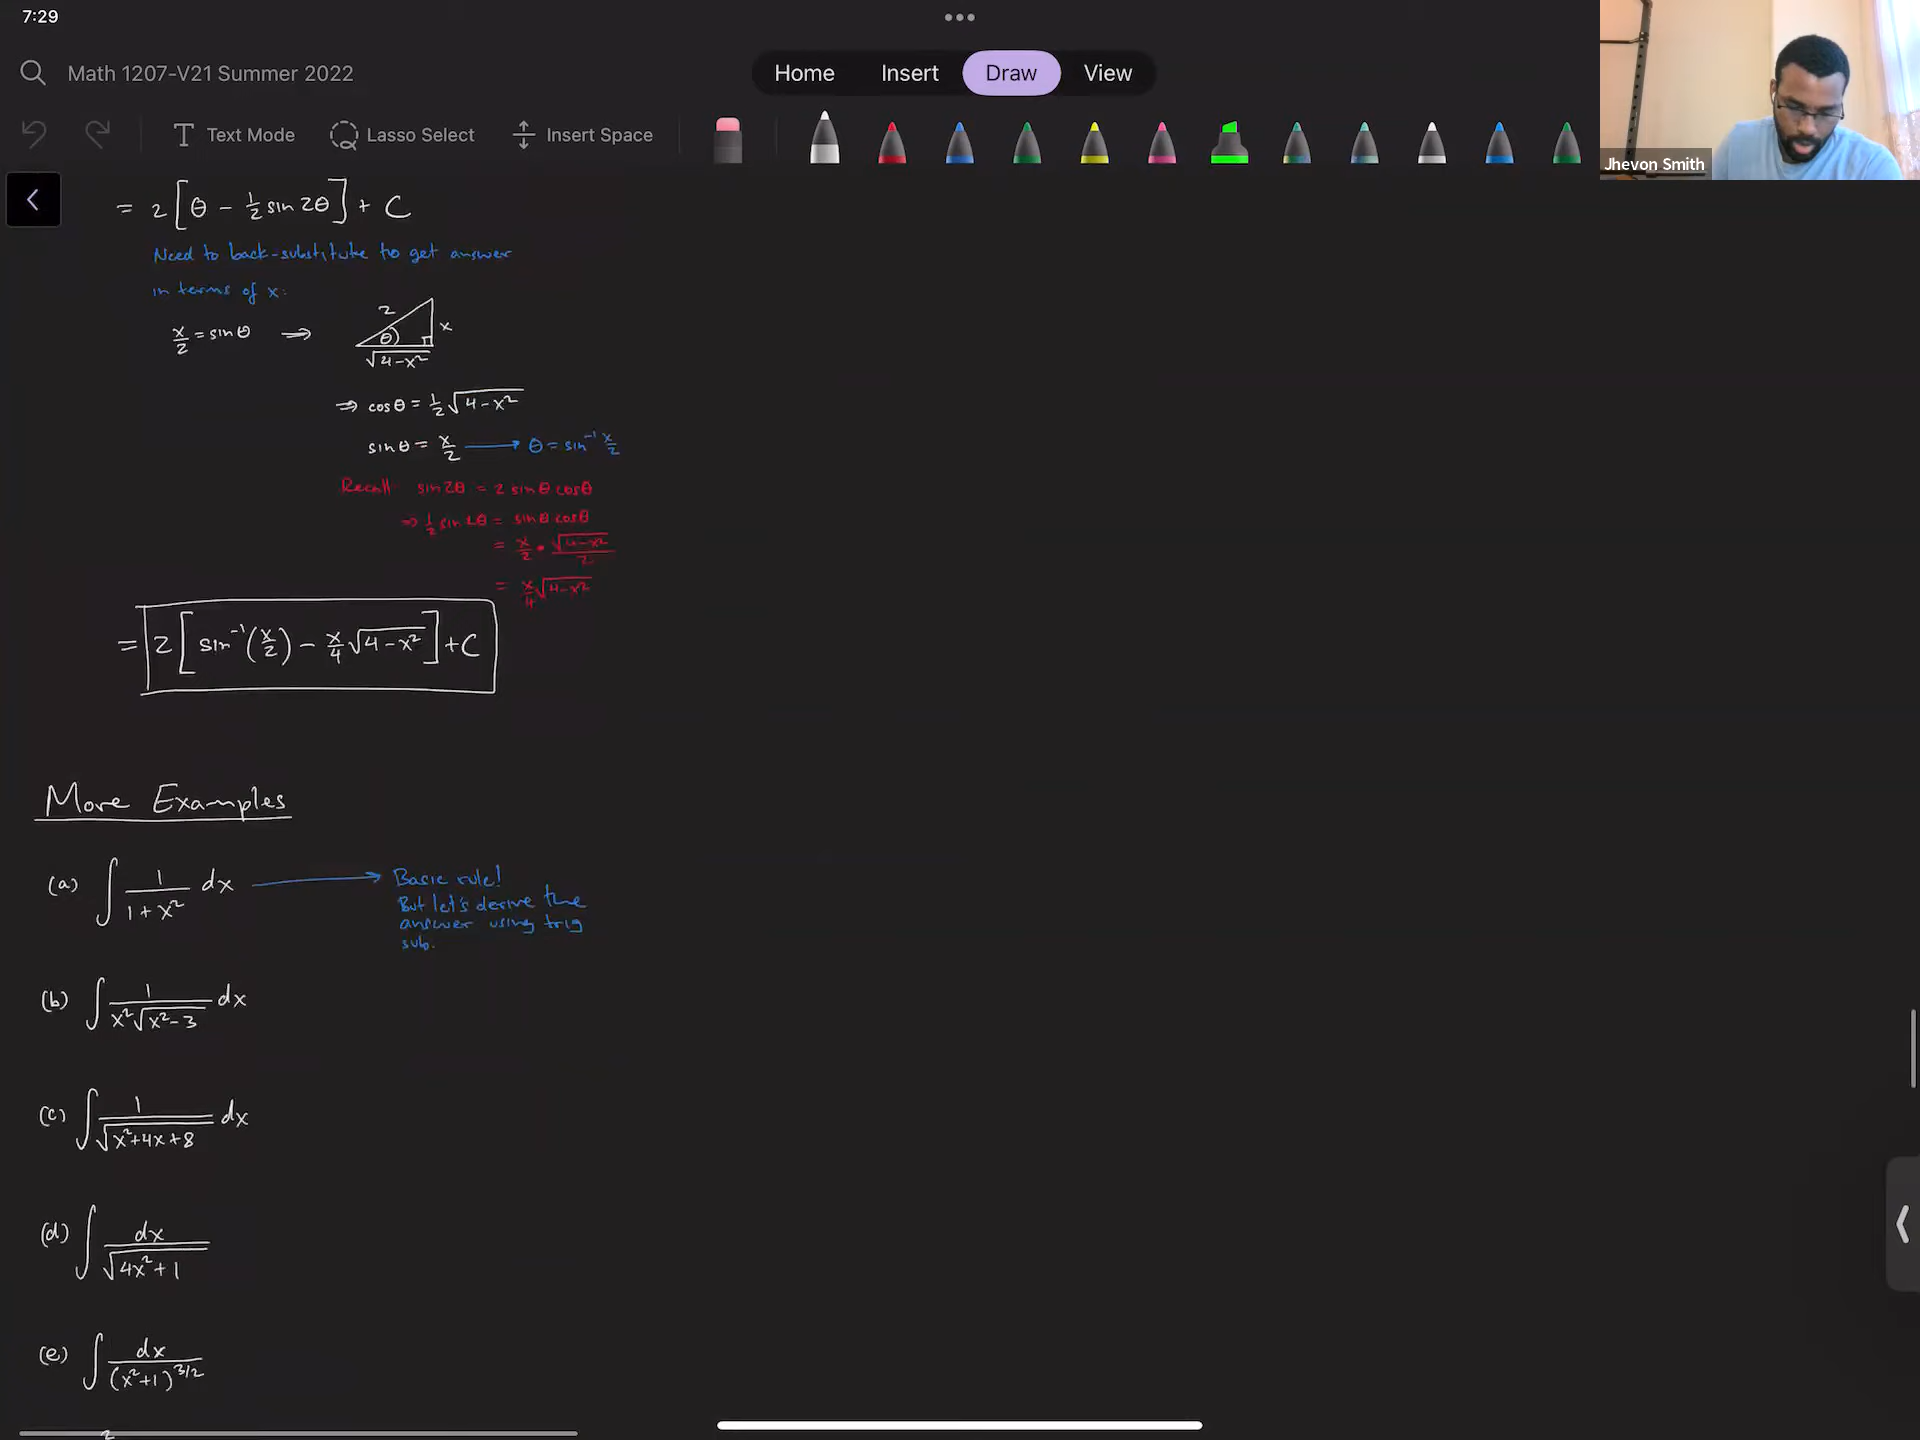 7:29
Math 1207-V21 Summer 2022
Home Insert Draw View
Text Mode Lasso Select Insert Space
Jhevon Smith
= 2[θ - 1/2 sin 2θ] + C
Need to back-substitute to get answer
in terms of x:
x/2 = sin θ ⇒
2
θ
x
√(4-x²)
⇒ cos θ = 1/2 √(4-x²)
sin θ = x/2 → θ = sin⁻¹ x/2
Recall sin 2θ = 2 sin θ cos θ
⇒ 1/2 sin 2θ = sin θ cos θ
= x/2 • √(4-x²)/2
= x/4 √(4-x²)
= 2[sin⁻¹(x/2) - x/4 √(4-x²)] + C
More Examples
(a) ∫ 1/(1+x²) dx → Basic rule!
But let's derive the
answer using trig
sub.
(b) ∫ 1/(x²√(x²-3)) dx
(c) ∫ 1/√(x²+4x+8) dx
(d) ∫ dx/√(4x²+1)
(e) ∫ dx/(x²+1)^(3/2)